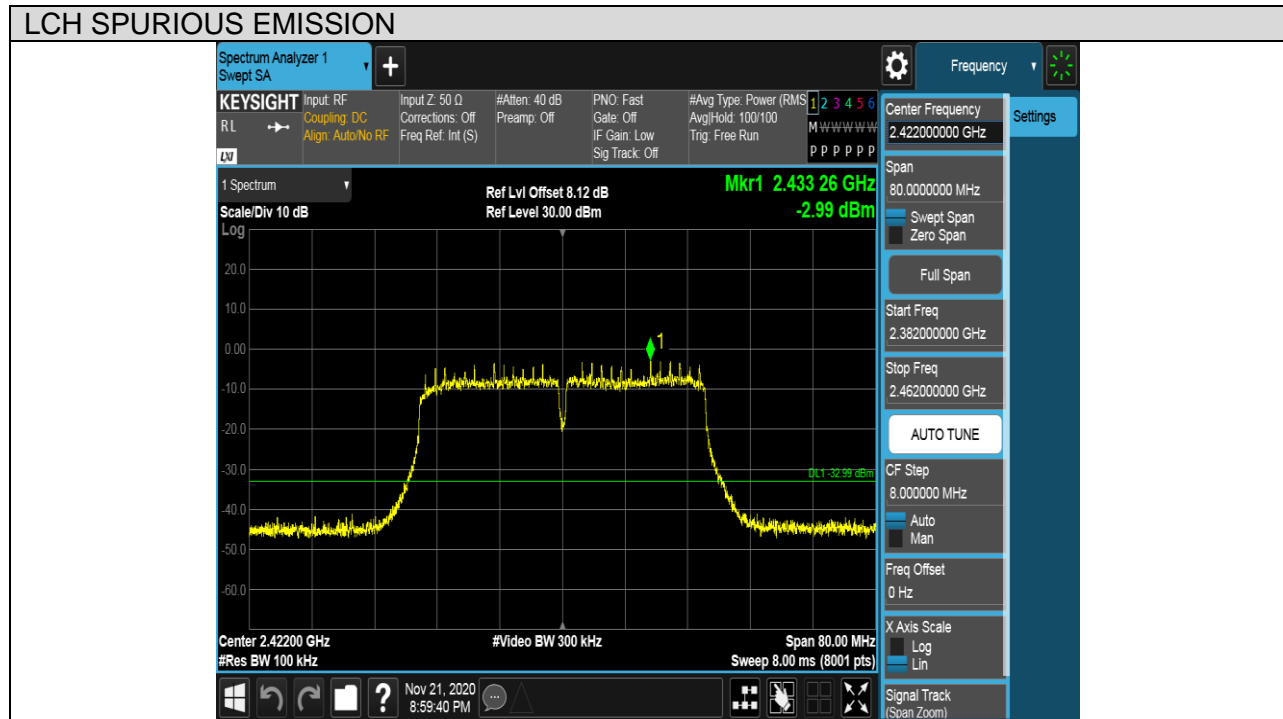 LCH SPURIOUS EMISSION
Spectrum Analyzer 1
Swept SA
+
Frequency
KEYSIGHT
RL
LXI
Input: RF
Coupling: DC
Align: Auto/No RF
Input Z: 50 Ω
Corrections: Off
Freq Ref: Int (S)
#Atten: 40 dB
Preamp: Off
PNO: Fast
Gate: Off
IF Gain: Low
Sig Track: Off
#Avg Type: Power (RMS
Avg|Hold: 100/100
Trig: Free Run
1 2 3 4 5 6
M W W W W W
P P P P P P
1 Spectrum
Scale/Div 10 dB
Ref Lvl Offset 8.12 dB
Ref Level 30.00 dBm
Mkr1 2.433 26 GHz
-2.99 dBm
Log
20.0
10.0
0.00
-10.0
-20.0
-30.0
-40.0
-50.0
-60.0
1
DL1 -32.99 dBm
Center 2.42200 GHz
#Res BW 100 kHz
#Video BW 300 kHz
Span 80.00 MHz
Sweep 8.00 ms (8001 pts)
Nov 21, 2020
8:59:40 PM
?
Center Frequency
2.422000000 GHz
Settings
Span
80.0000000 MHz
Swept Span
Zero Span
Full Span
Start Freq
2.382000000 GHz
Stop Freq
2.462000000 GHz
AUTO TUNE
CF Step
8.000000 MHz
Auto
Man
Freq Offset
0 Hz
X Axis Scale
Log
Lin
Signal Track
(Span Zoom)